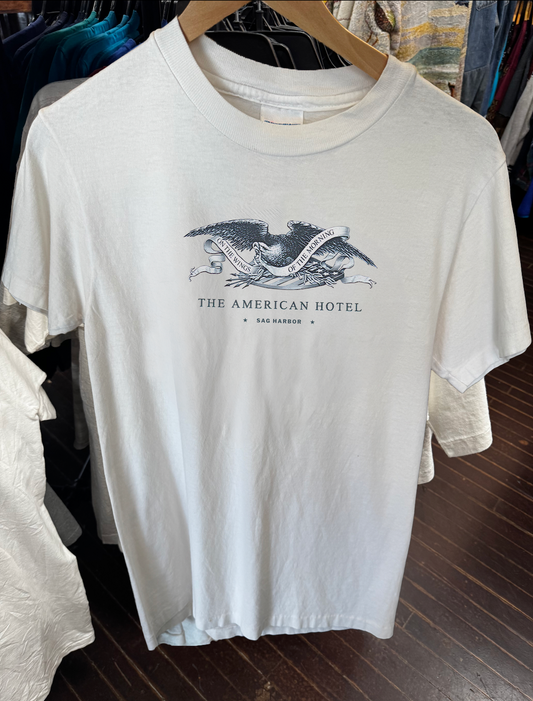 ON THE WINGS OF THE MORNING
THE AMERICAN HOTEL
★ SAG HARBOR ★